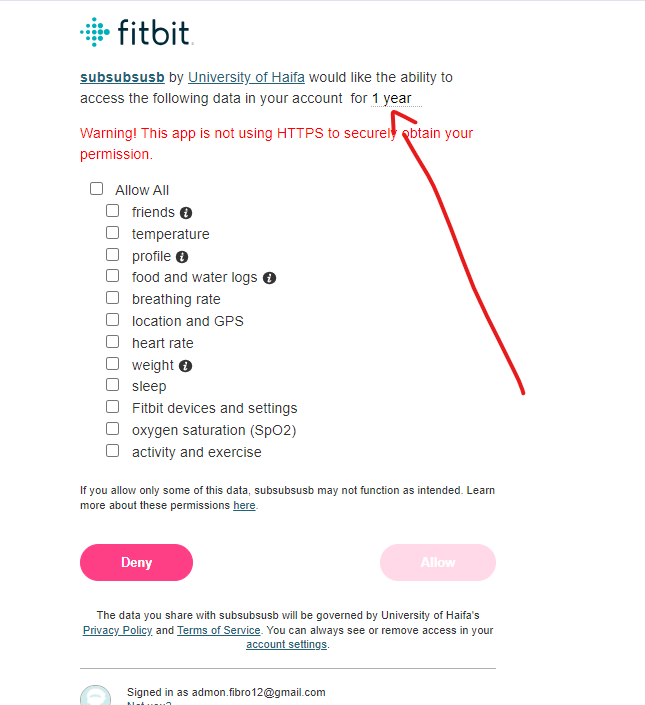 fitbit
subsubsusb by University of Haifa would like the ability to
access the following data in your account for 1 year
Warning! This app is not using HTTPS to securely obtain your
permission.
Allow All
friends
temperature
profile
food and water logs
breathing rate
location and GPS
heart rate
weight
sleep
Fitbit devices and settings
oxygen saturation (SpO2)
activity and exercise
If you allow only some of this data, subsubsusb may not function as intended. Learn
more about these permissions here.
Deny
Allow
The data you share with subsubsusb will be governed by University of Haifa's
Privacy Policy and Terms of Service. You can always see or remove access in your
account settings.
Signed in as admon.fibro12@gmail.com
Not you?